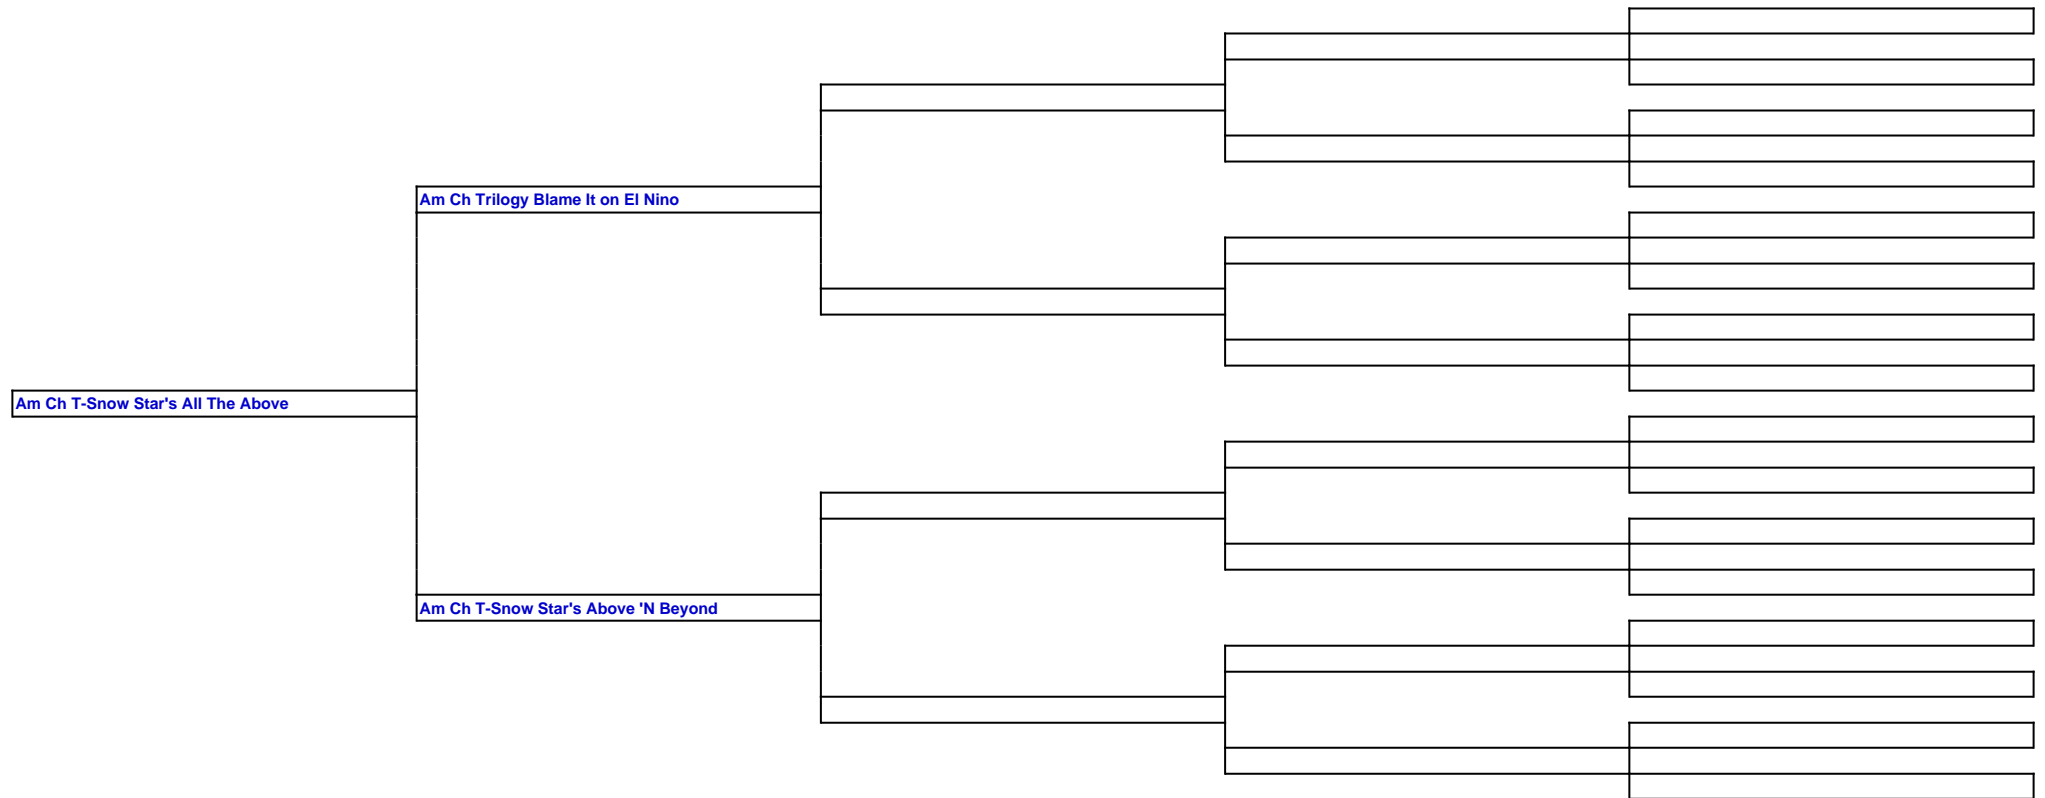 Am Ch Trilogy Blame It on El Nino
Am Ch T-Snow Star's All The Above
Am Ch T-Snow Star's Above 'N Beyond